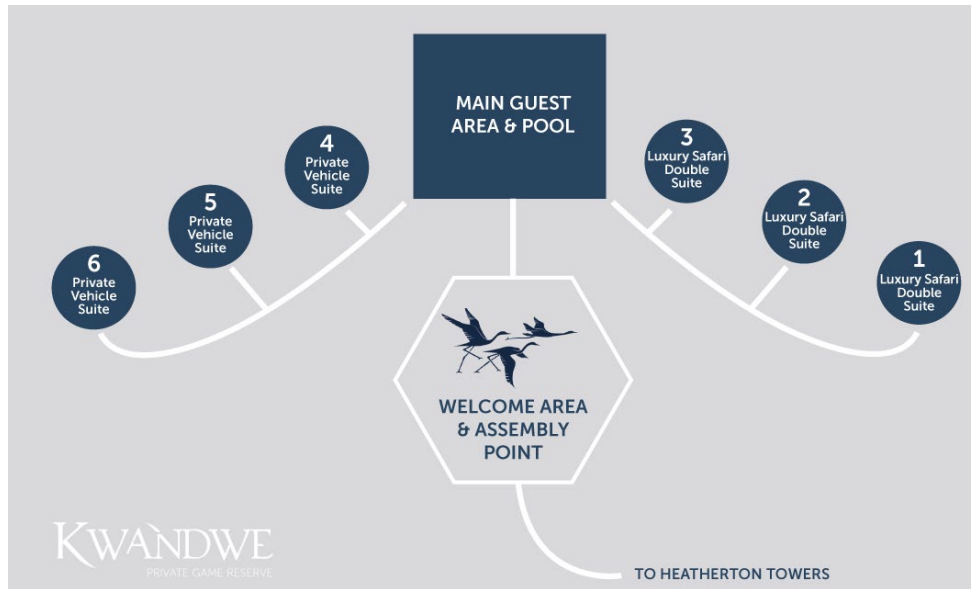 MAIN GUEST
AREA & POOL
4
Private
Vehicle
Suite
5
Private
Vehicle
Suite
6
Private
Vehicle
Suite
3
Luxury Safari
Double
Suite
2
Luxury Safari
Double
Suite
1
Luxury Safari
Double
Suite
WELCOME AREA
& ASSEMBLY
POINT
KWANDWE
PRIVATE GAME RESERVE
TO HEATHERTON TOWERS